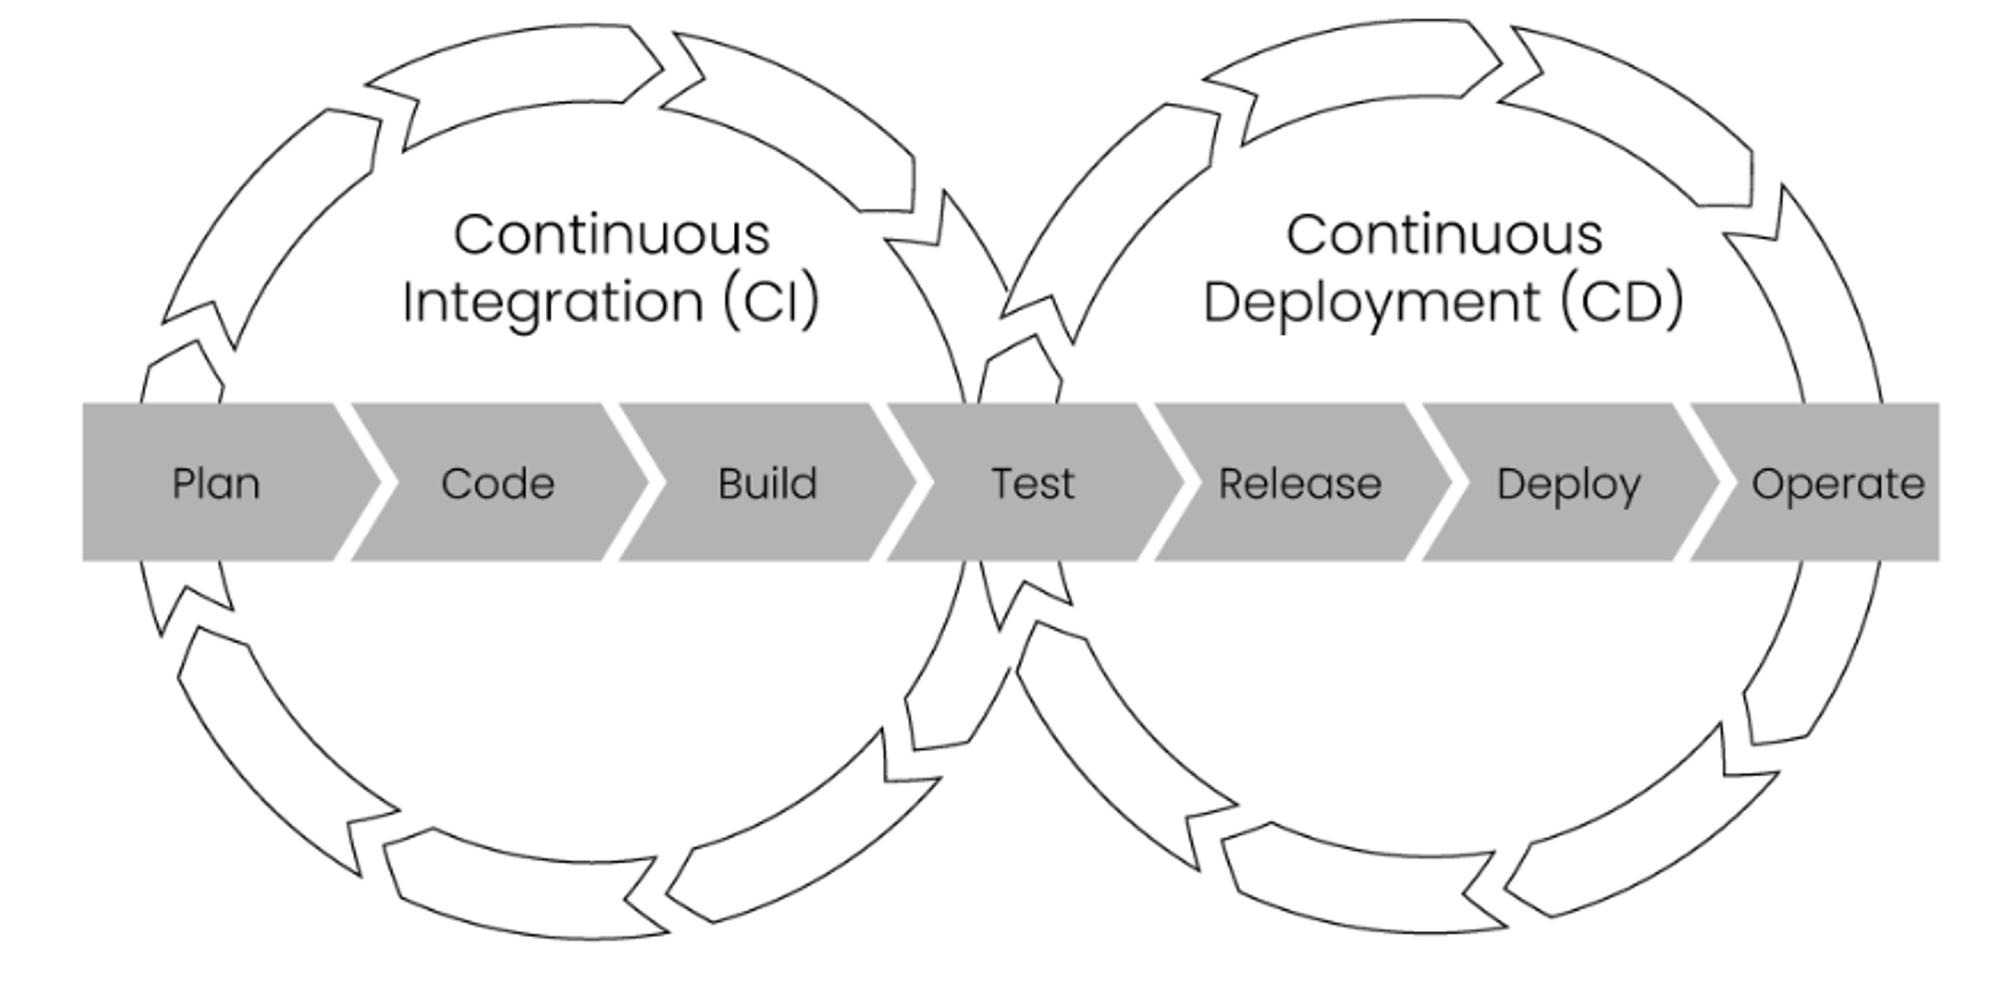 Continuous
Integration (CI)
Continuous
Deployment (CD)
Plan
Code
Build
Test
Release
Deploy
Operate